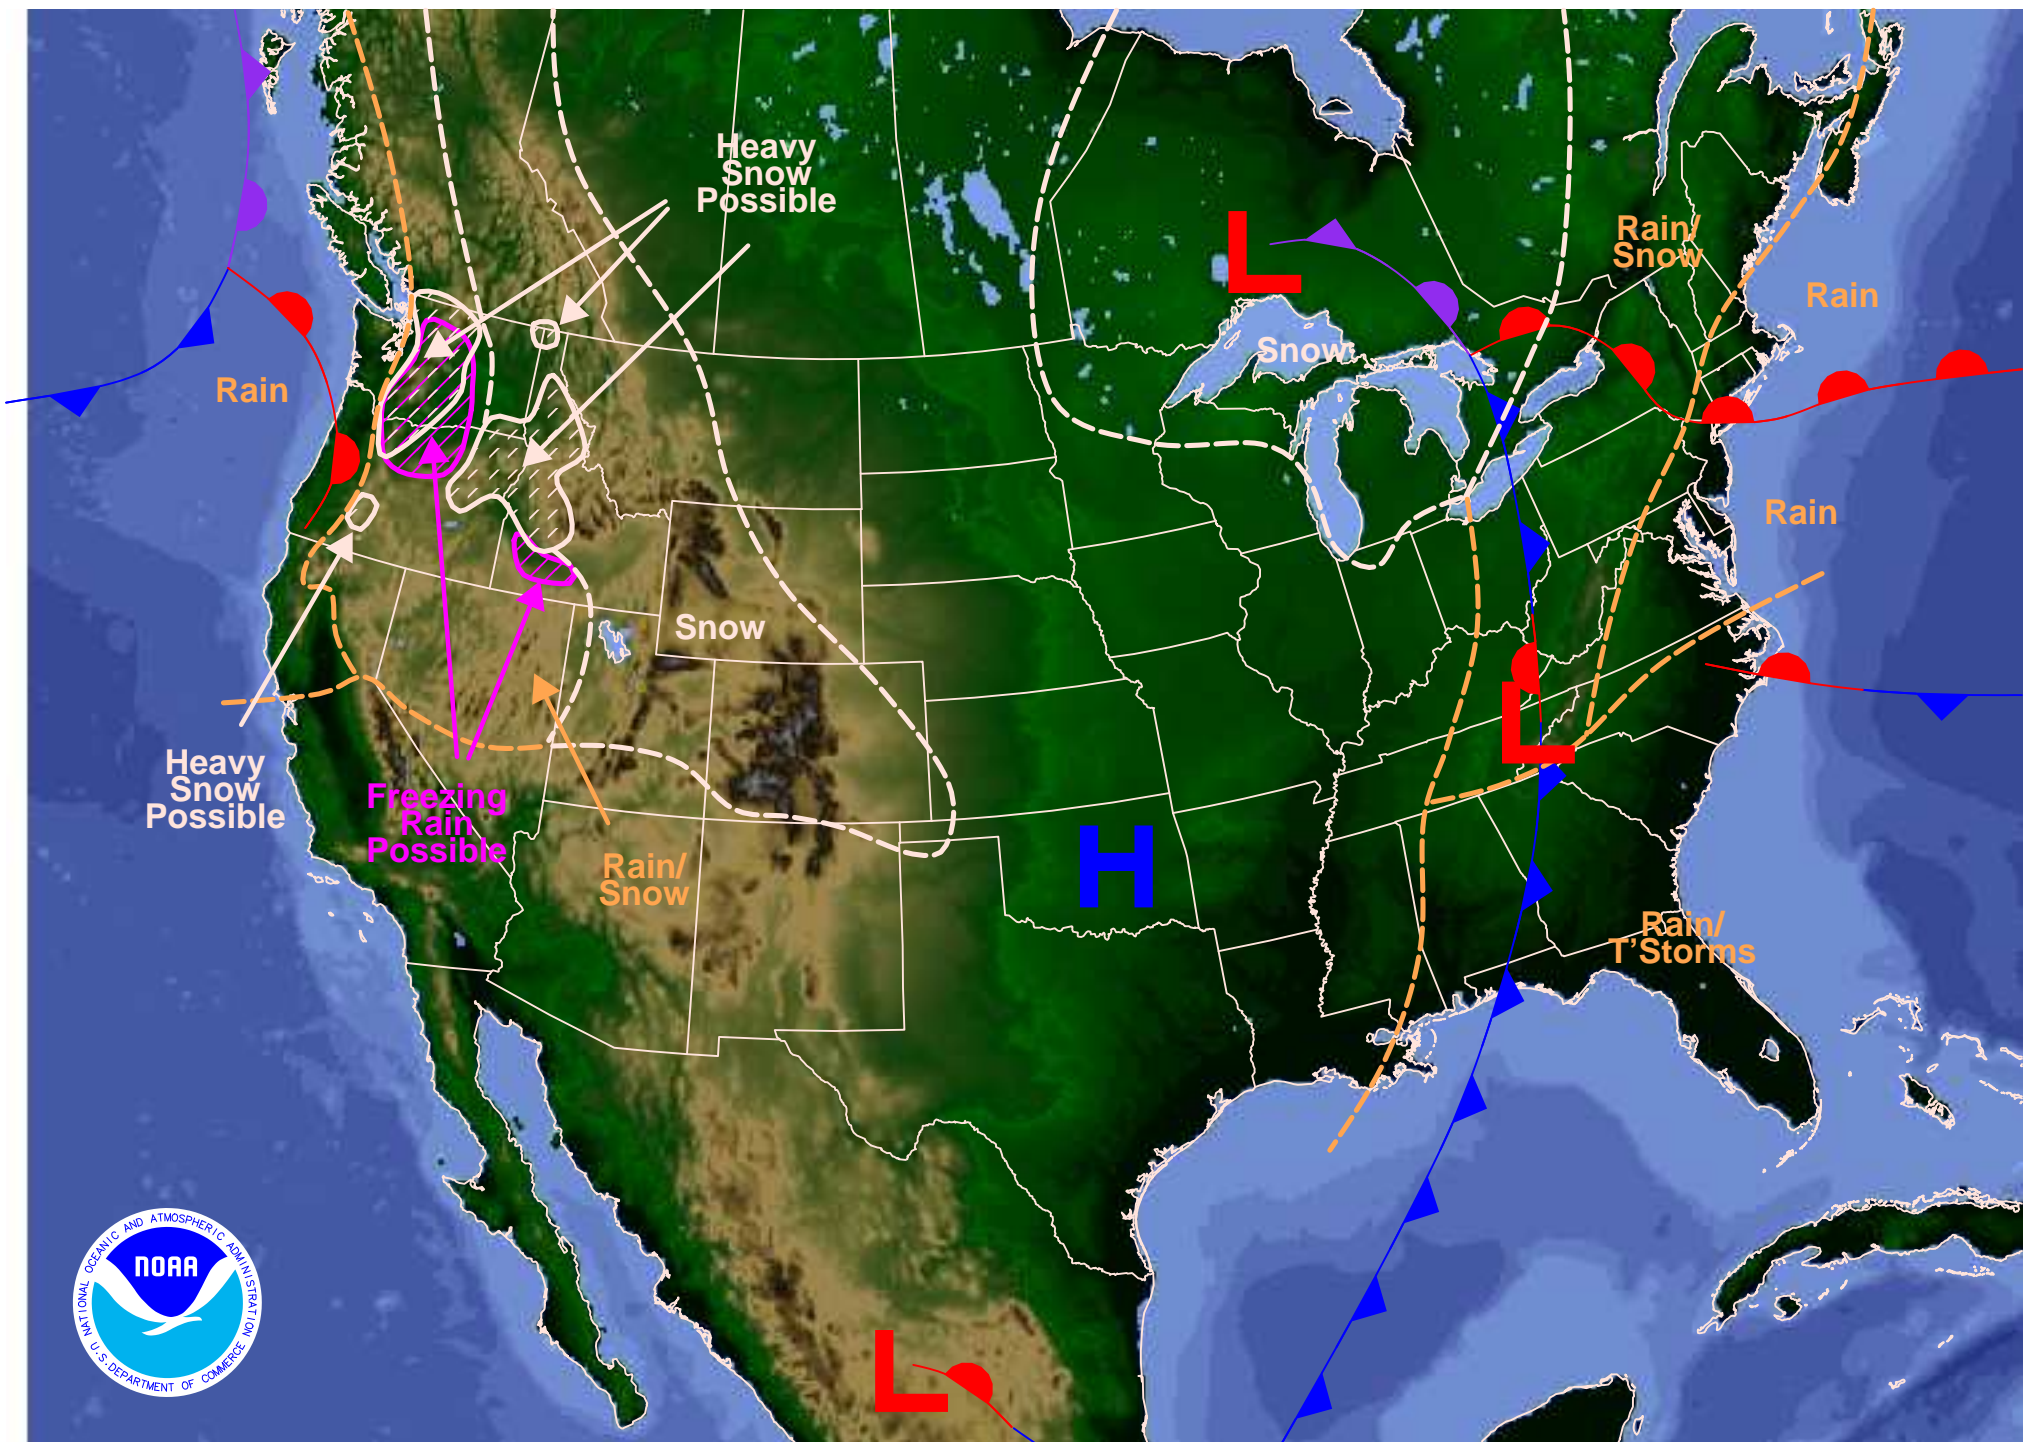 Heavy
Snow
Possible
L
Rain/
Snow
Rain
Snow
Rain
Rain
Snow
L
Heavy
Snow
Possible
Freezing
Rain
Possible
Rain/
Snow
H
Rain/
T'Storms
L
NATIONAL OCEANIC AND ATMOSPHERIC ADMINISTRATION
NOAA
U.S. DEPARTMENT OF COMMERCE